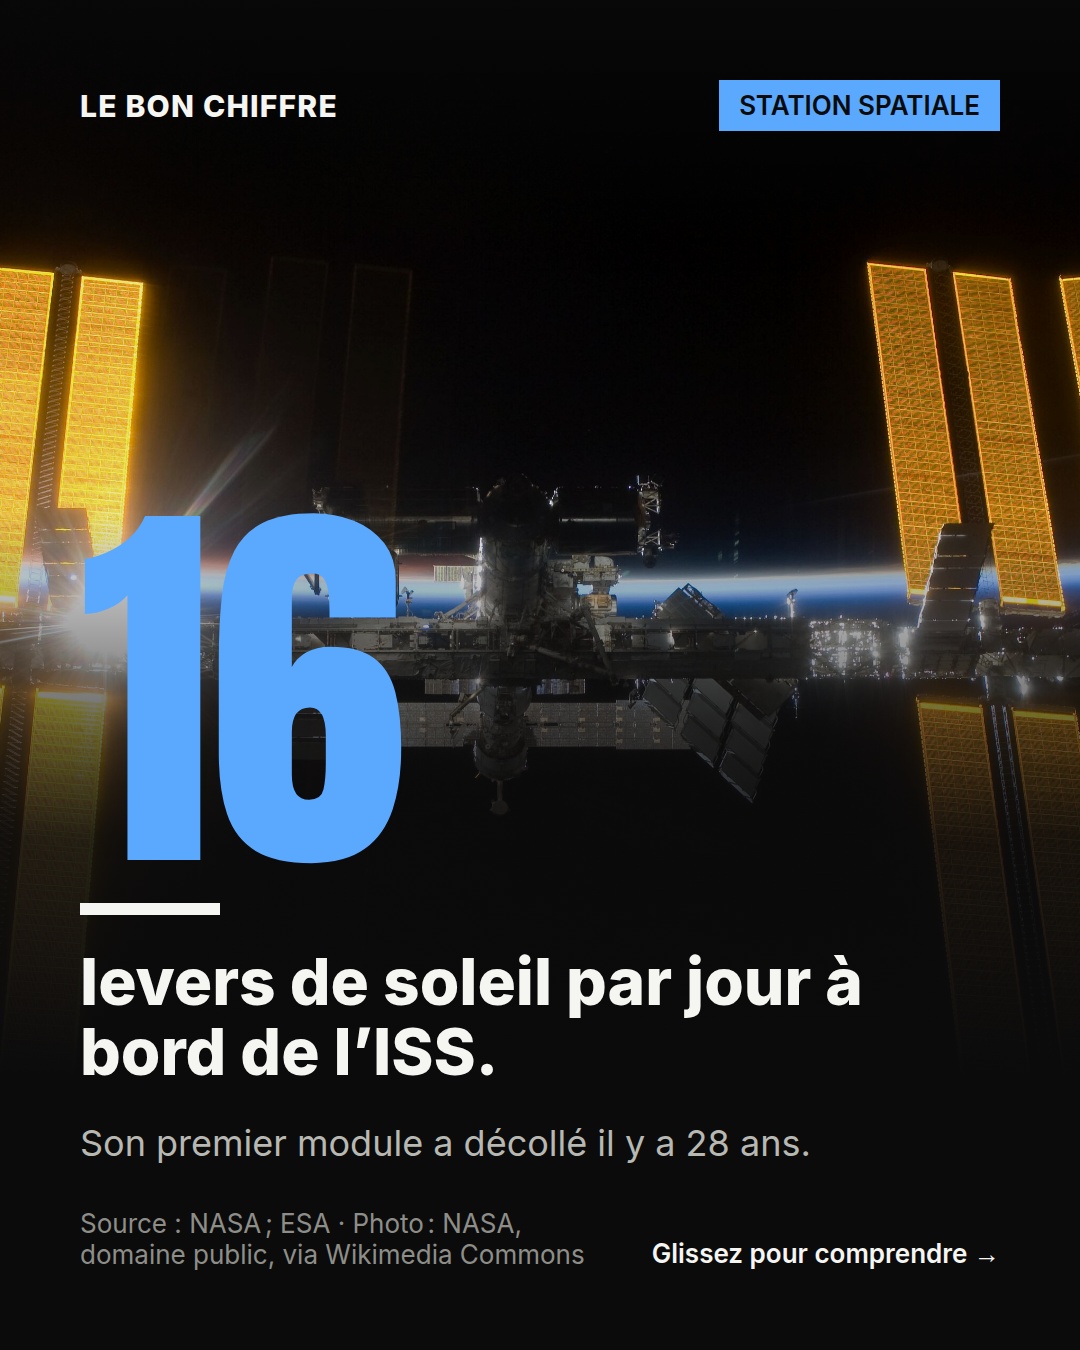 LE BON CHIFFRE
STATION SPATIALE
16
levers de soleil par jour à
bord de l’ISS.
Son premier module a décollé il y a 28 ans.
Source : NASA ; ESA · Photo : NASA,
domaine public, via Wikimedia Commons
Glissez pour comprendre →